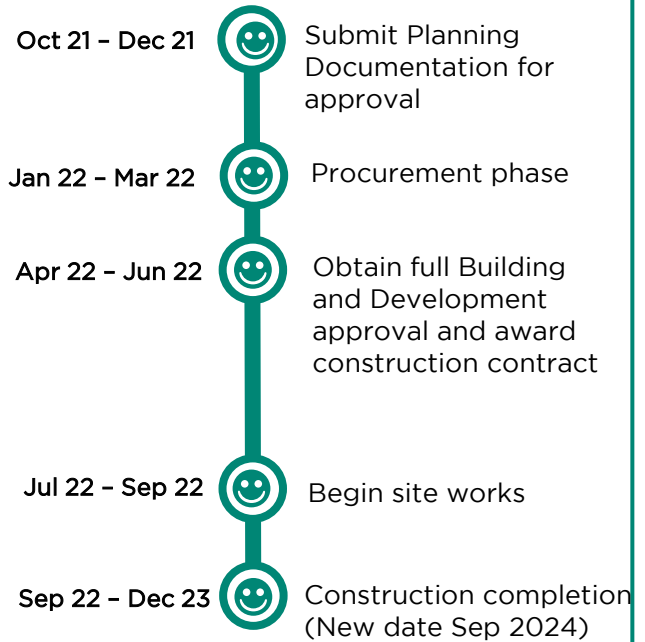 Oct 21 – Dec 21
Submit Planning
Documentation for
approval
Jan 22 – Mar 22
Procurement phase
Apr 22 – Jun 22
Obtain full Building
and Development
approval and award
construction contract
Jul 22 – Sep 22
Begin site works
Sep 22 – Dec 23
Construction completion
(New date Sep 2024)